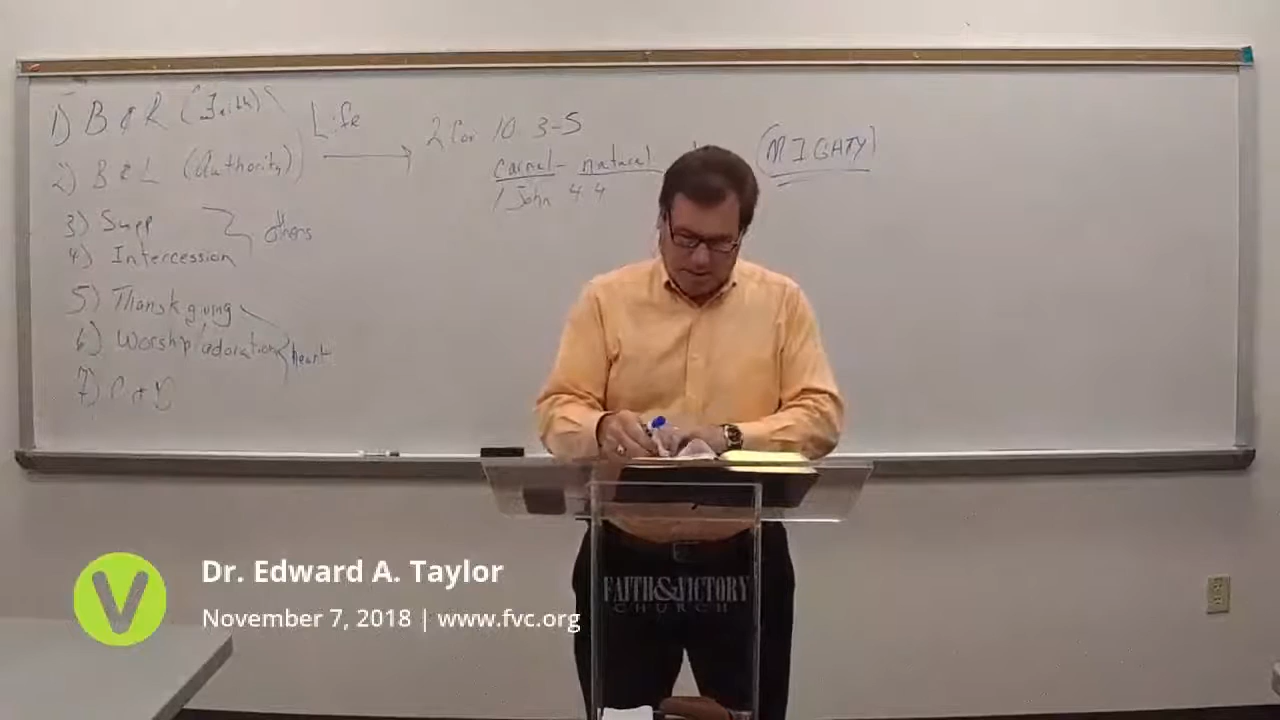 1) B & R (Faith)
Life
2) B & L (Authority)
3) Supp
others
4) Intercession
5) Thanskgiving
6) Worship/adoration
heart
7)
2 Cor 10:3-5
carnal - natural
(MIGHTY)
1 John 4:4
FAITH&VICTORY
CHURCH
V
Dr. Edward A. Taylor
November 7, 2018 | www.fvc.org